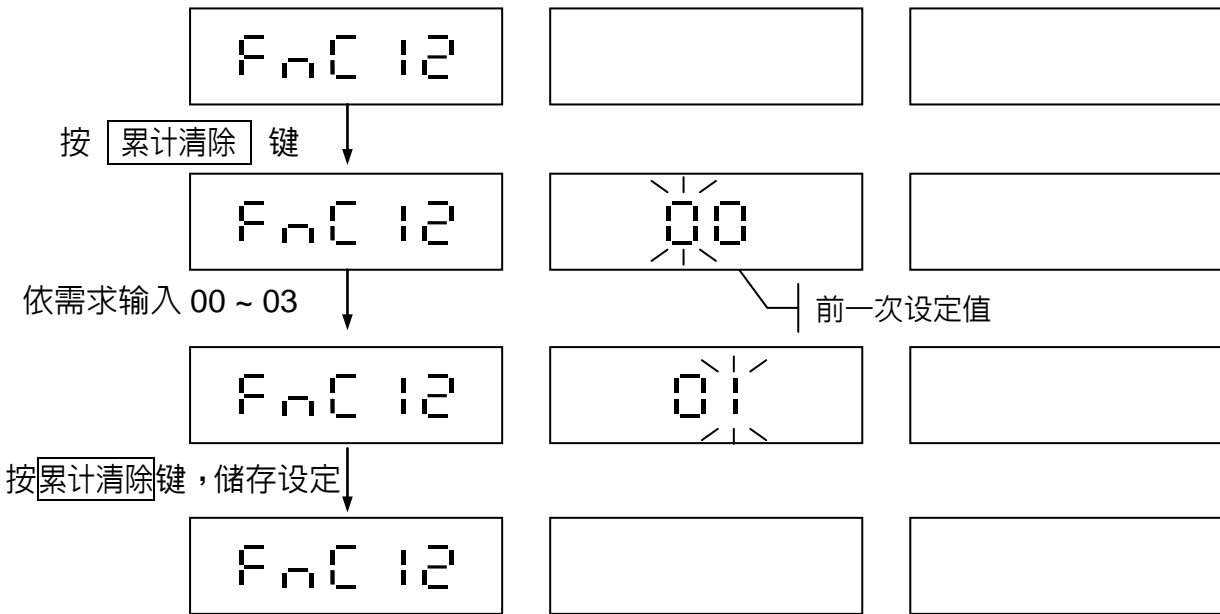 FnC 12
按 累计清除 键
FnC 12 00
依需求输入 00 ~ 03
前一次设定值
FnC 12 01
按累计清除键，储存设定
FnC 12